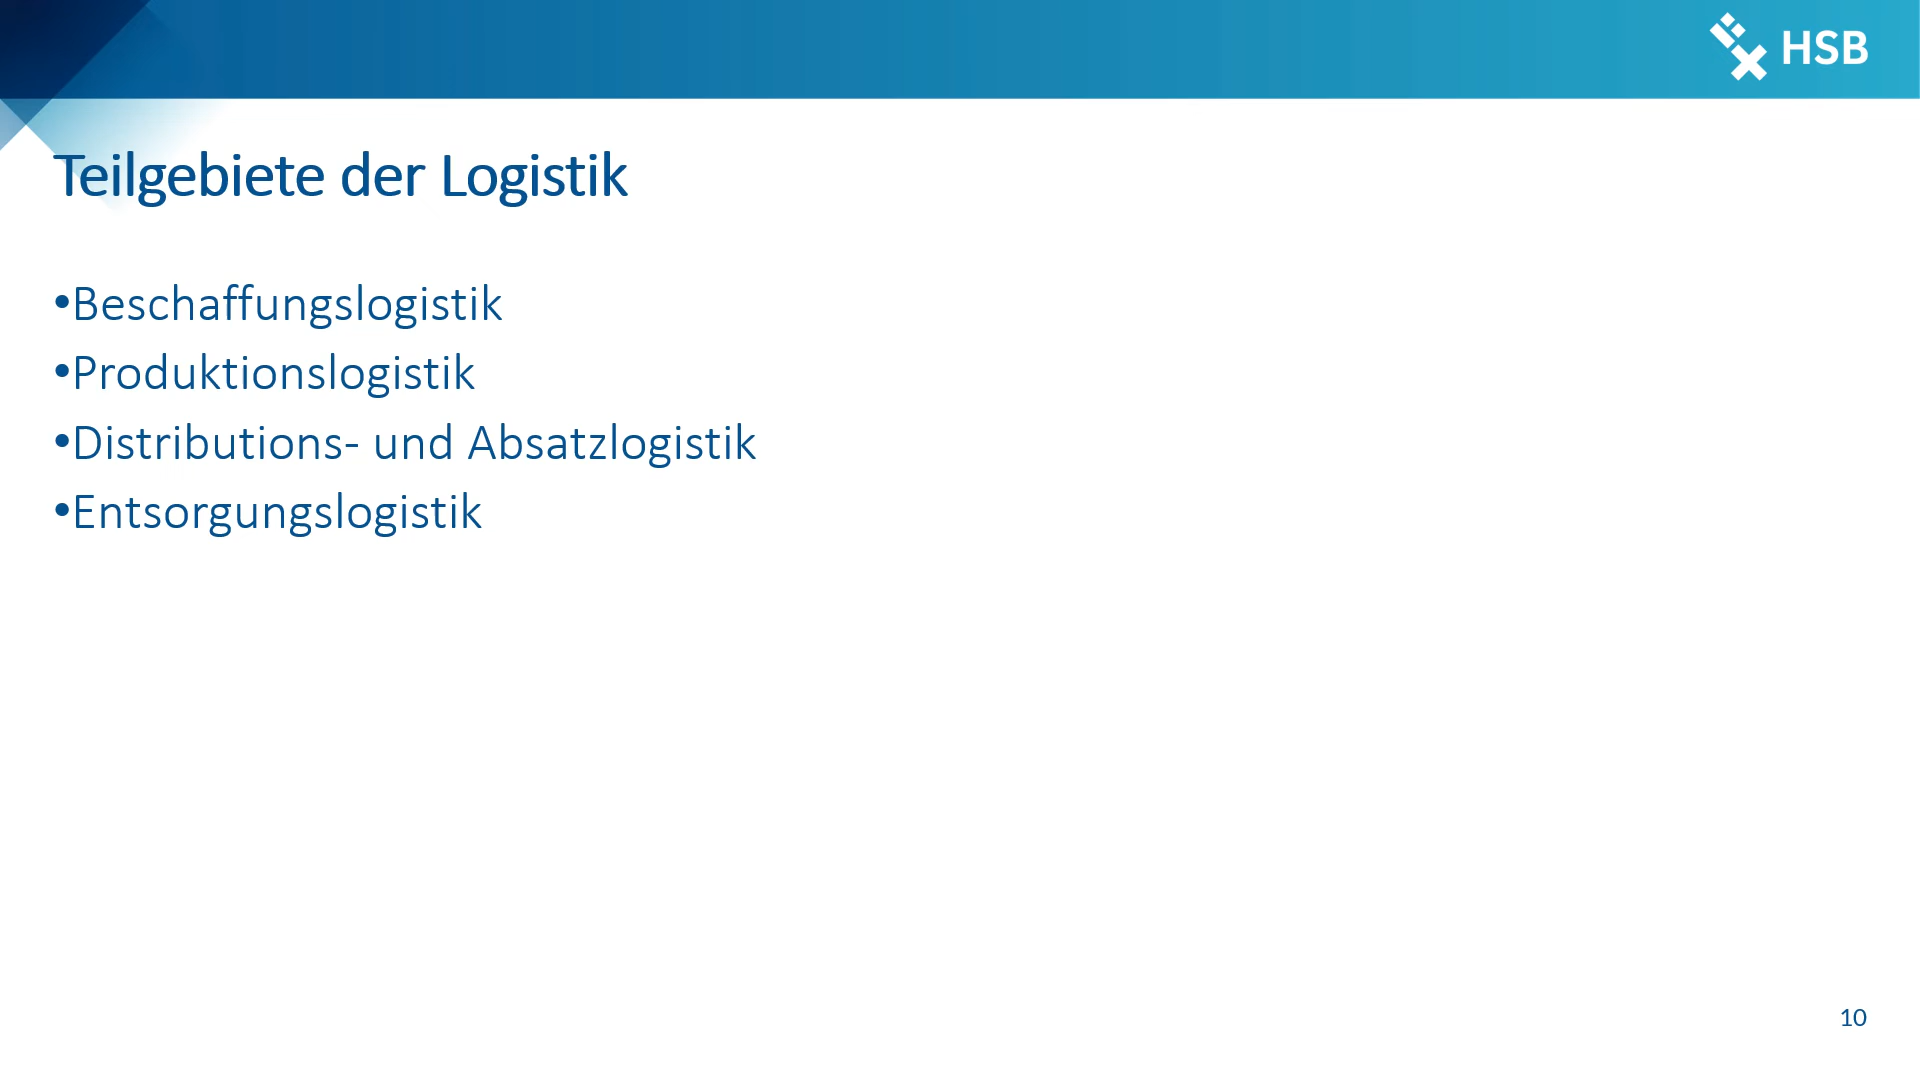 HSB
Teilgebiete der Logistik
•Beschaffungslogistik
•Produktionslogistik
•Distributions- und Absatzlogistik
•Entsorgungslogistik
10